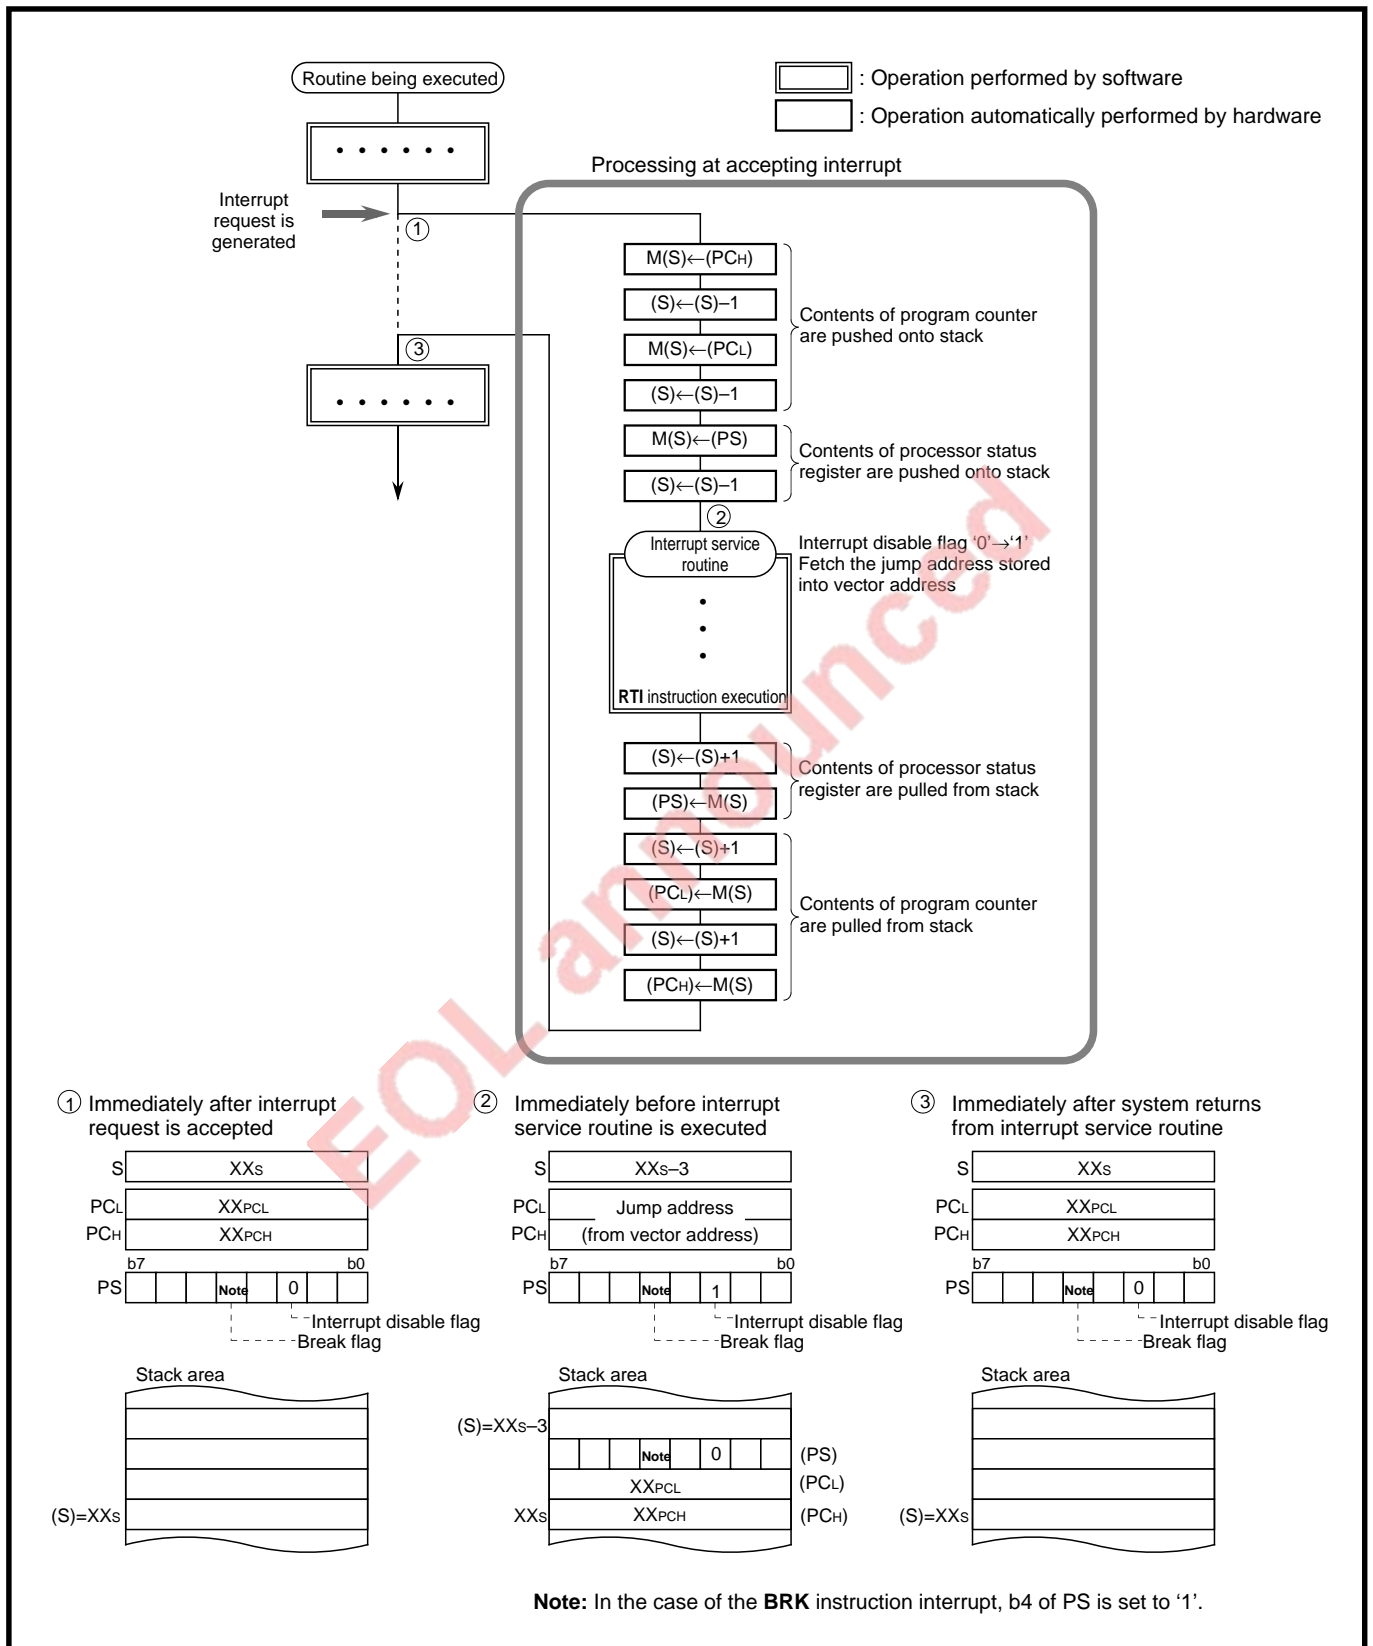 Routine being executed
: Operation performed by software
: Operation automatically performed by hardware
• • • • • •
Processing at accepting interrupt
Interrupt
request is
generated
①
M(S)←(PCH)
(S)←(S)–1
M(S)←(PCL)
(S)←(S)–1
Contents of program counter
are pushed onto stack
③
• • • • • •
M(S)←(PS)
(S)←(S)–1
Contents of processor status
register are pushed onto stack
②
Interrupt service
routine
Interrupt disable flag ‘0’→‘1’
Fetch the jump address stored
into vector address
•
•
•
RTI instruction execution
(S)←(S)+1
(PS)←M(S)
Contents of processor status
register are pulled from stack
(S)←(S)+1
(PCL)←M(S)
(S)←(S)+1
(PCH)←M(S)
Contents of program counter
are pulled from stack
EOL announced
① Immediately after interrupt
request is accepted
S XXS
PCL XXPCL
PCH XXPCH
b7 b0
PS Note 0
Interrupt disable flag
Break flag
Stack area
(S)=XXS
② Immediately before interrupt
service routine is executed
S XXS–3
PCL Jump address
PCH (from vector address)
b7 b0
PS Note 1
Interrupt disable flag
Break flag
Stack area
(S)=XXS–3
Note 0 (PS)
XXPCL (PCL)
XXS XXPCH (PCH)
③ Immediately after system returns
from interrupt service routine
S XXS
PCL XXPCL
PCH XXPCH
b7 b0
PS Note 0
Interrupt disable flag
Break flag
Stack area
(S)=XXS
Note: In the case of the BRK instruction interrupt, b4 of PS is set to ‘1’.